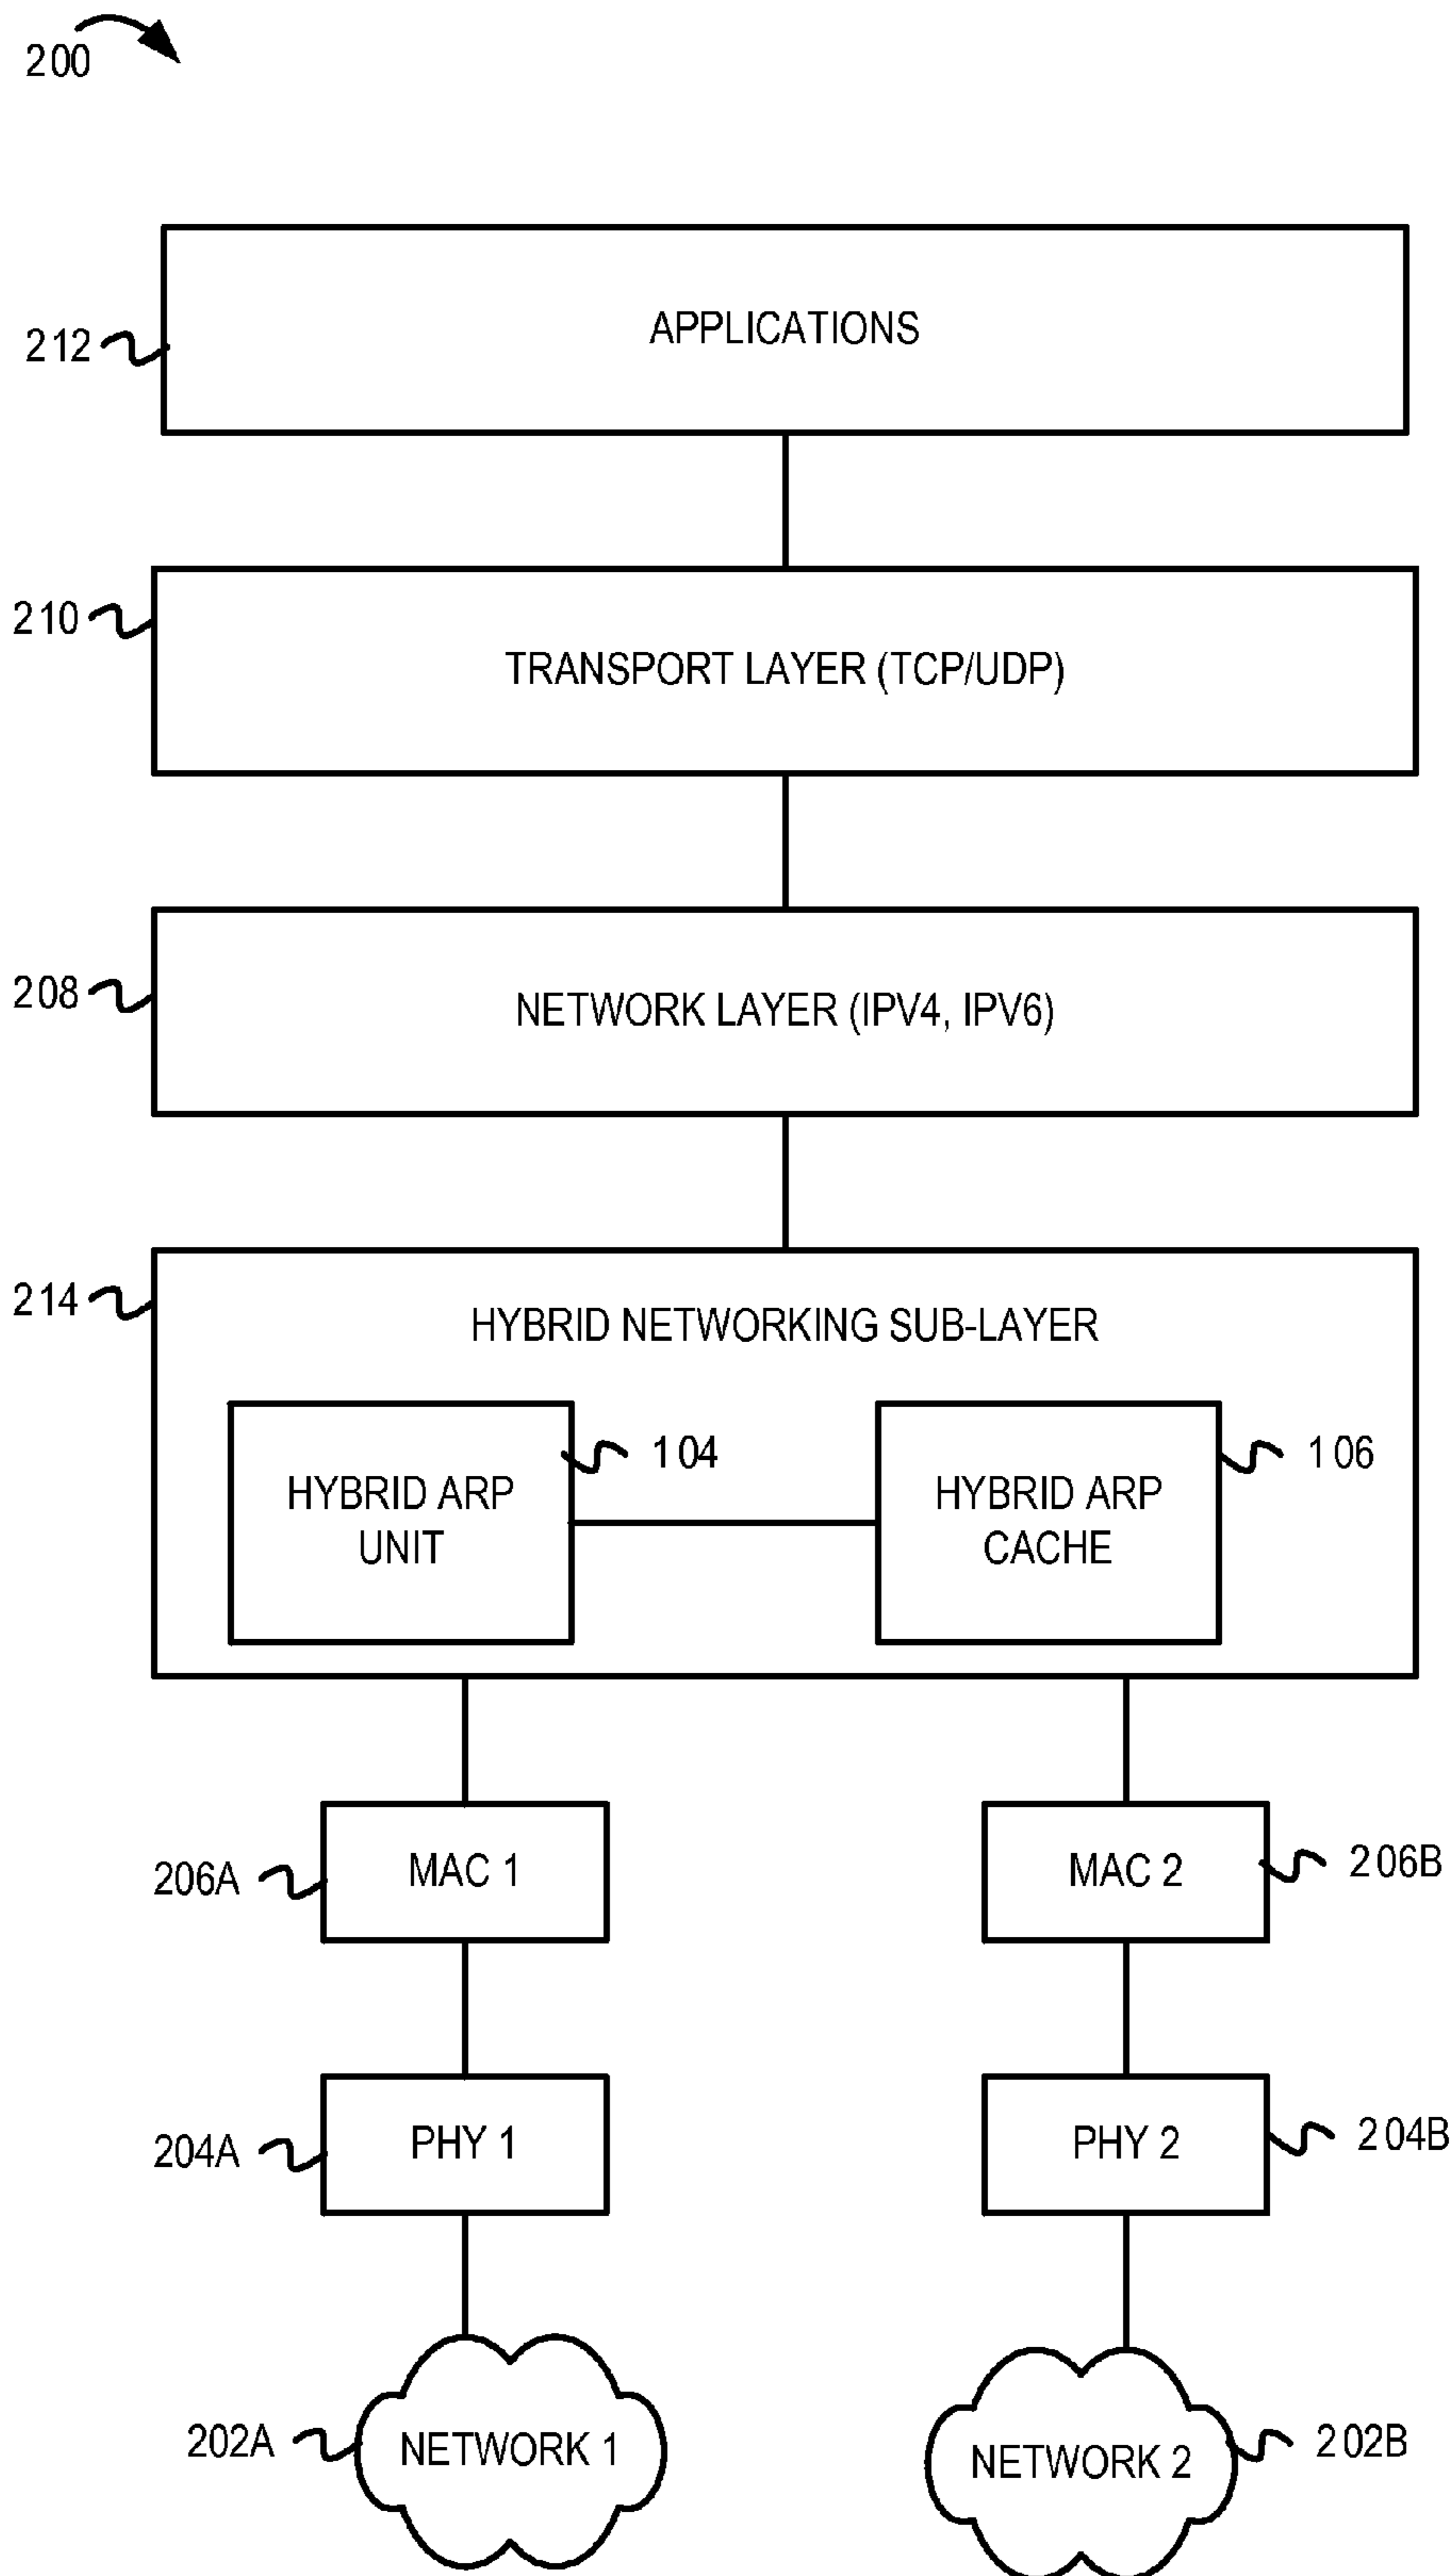 200
APPLICATIONS
212
210
TRANSPORT LAYER (TCP/UDP)
208
NETWORK LAYER (IPV4, IPV6)
214
HYBRID NETWORKING SUB-LAYER
104
106
HYBRID ARP
UNIT
HYBRID ARP
CACHE
206A
MAC 1
MAC 2
206B
204A
PHY 1
PHY 2
204B
202A
NETWORK 1
NETWORK 2
202B